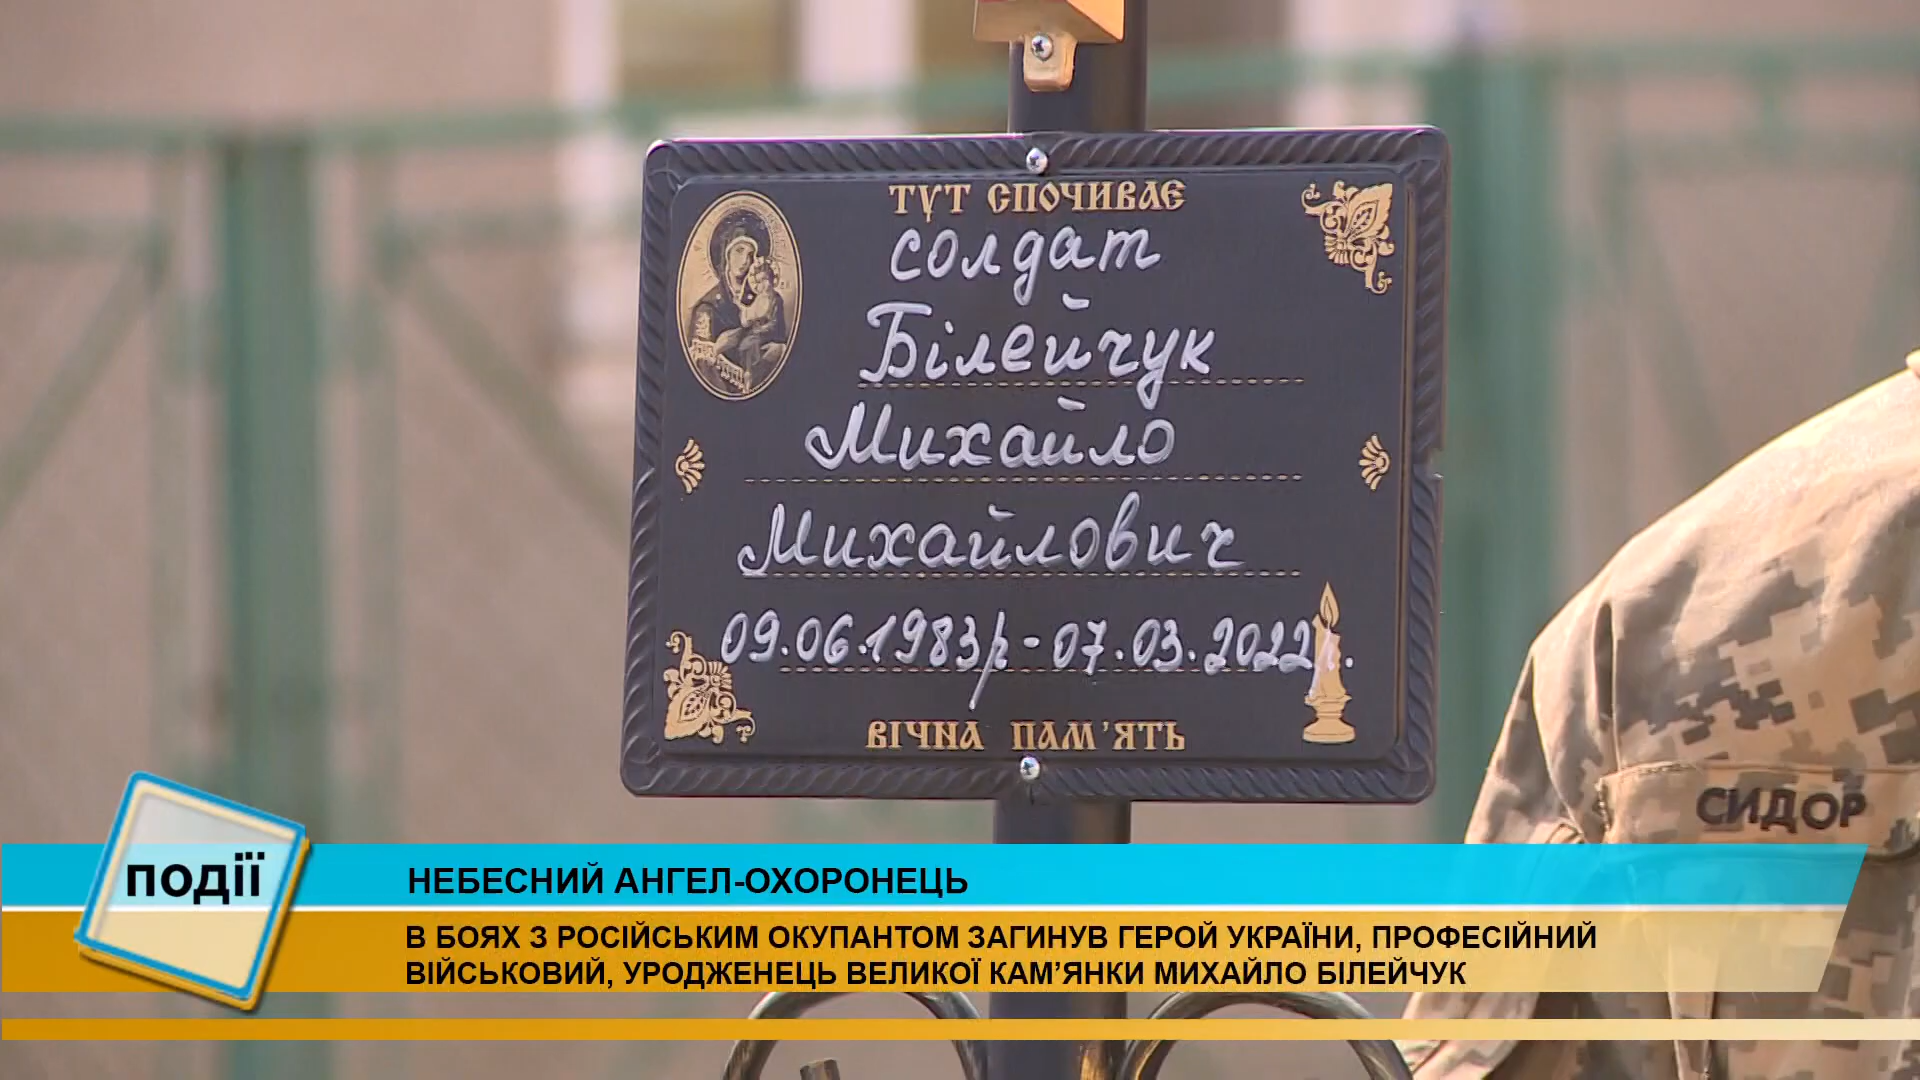 ТУТ СПОЧИВАЄ
солдат
Білейчук
Михайло
Михайлович
09.06.1983р-07.03.2022р.
ВІЧНА ПАМ'ЯТЬ
СИДОР
події
НЕБЕСНИЙ АНГЕЛ-ОХОРОНЕЦЬ
В БОЯХ З РОСІЙСЬКИМ ОКУПАНТОМ ЗАГИНУВ ГЕРОЙ УКРАЇНИ, ПРОФЕСІЙНИЙ
ВІЙСЬКОВИЙ, УРОДЖЕНЕЦЬ ВЕЛИКОЇ КАМ’ЯНКИ МИХАЙЛО БІЛЕЙЧУК